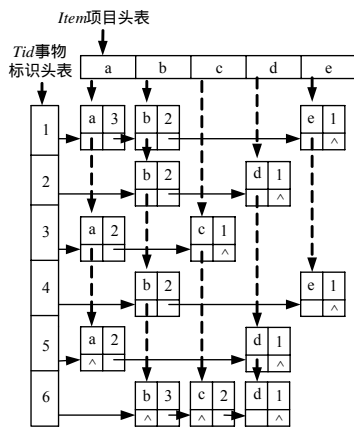 Item项目头表
Tid事物
标识头表
a b c d e
1 a 3 b 2 e 1
^
2 b 2 d 1
^
3 a 2 c 1
^
4 b 2 e 1
^
5 a 2 d 1
^ ^
6 b 3 c 2 d 1
^ ^ ^